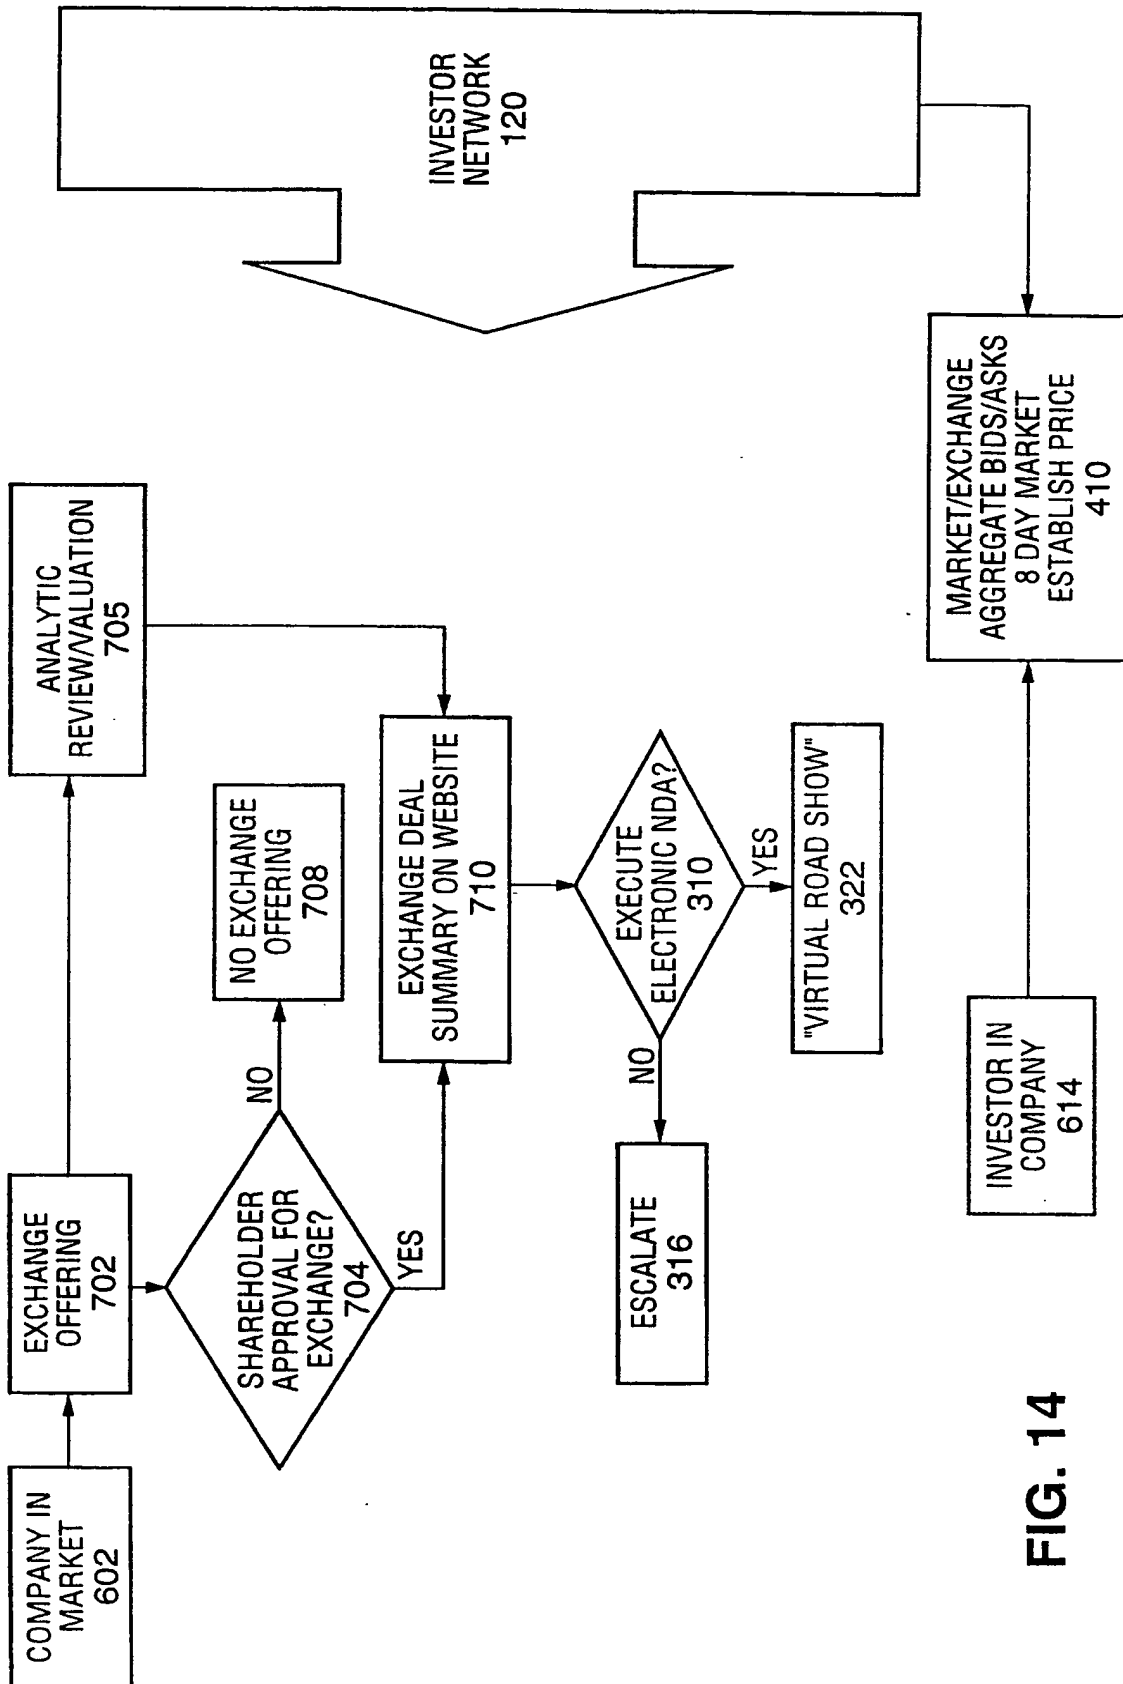 COMPANY IN
MARKET
602
EXCHANGE
OFFERING
702
ANALYTIC
REVIEW/VALUATION
705
SHAREHOLDER
APPROVAL FOR
EXCHANGE?
704
NO
YES
NO EXCHANGE
OFFERING
708
EXCHANGE DEAL
SUMMARY ON WEBSITE
710
EXECUTE
ELECTRONIC NDA?
310
NO
YES
ESCALATE
316
"VIRTUAL ROAD SHOW"
322
INVESTOR
NETWORK
120
INVESTOR IN
COMPANY
614
MARKET/EXCHANGE
AGGREGATE BIDS/ASKS
8 DAY MARKET
ESTABLISH PRICE
410
FIG. 14